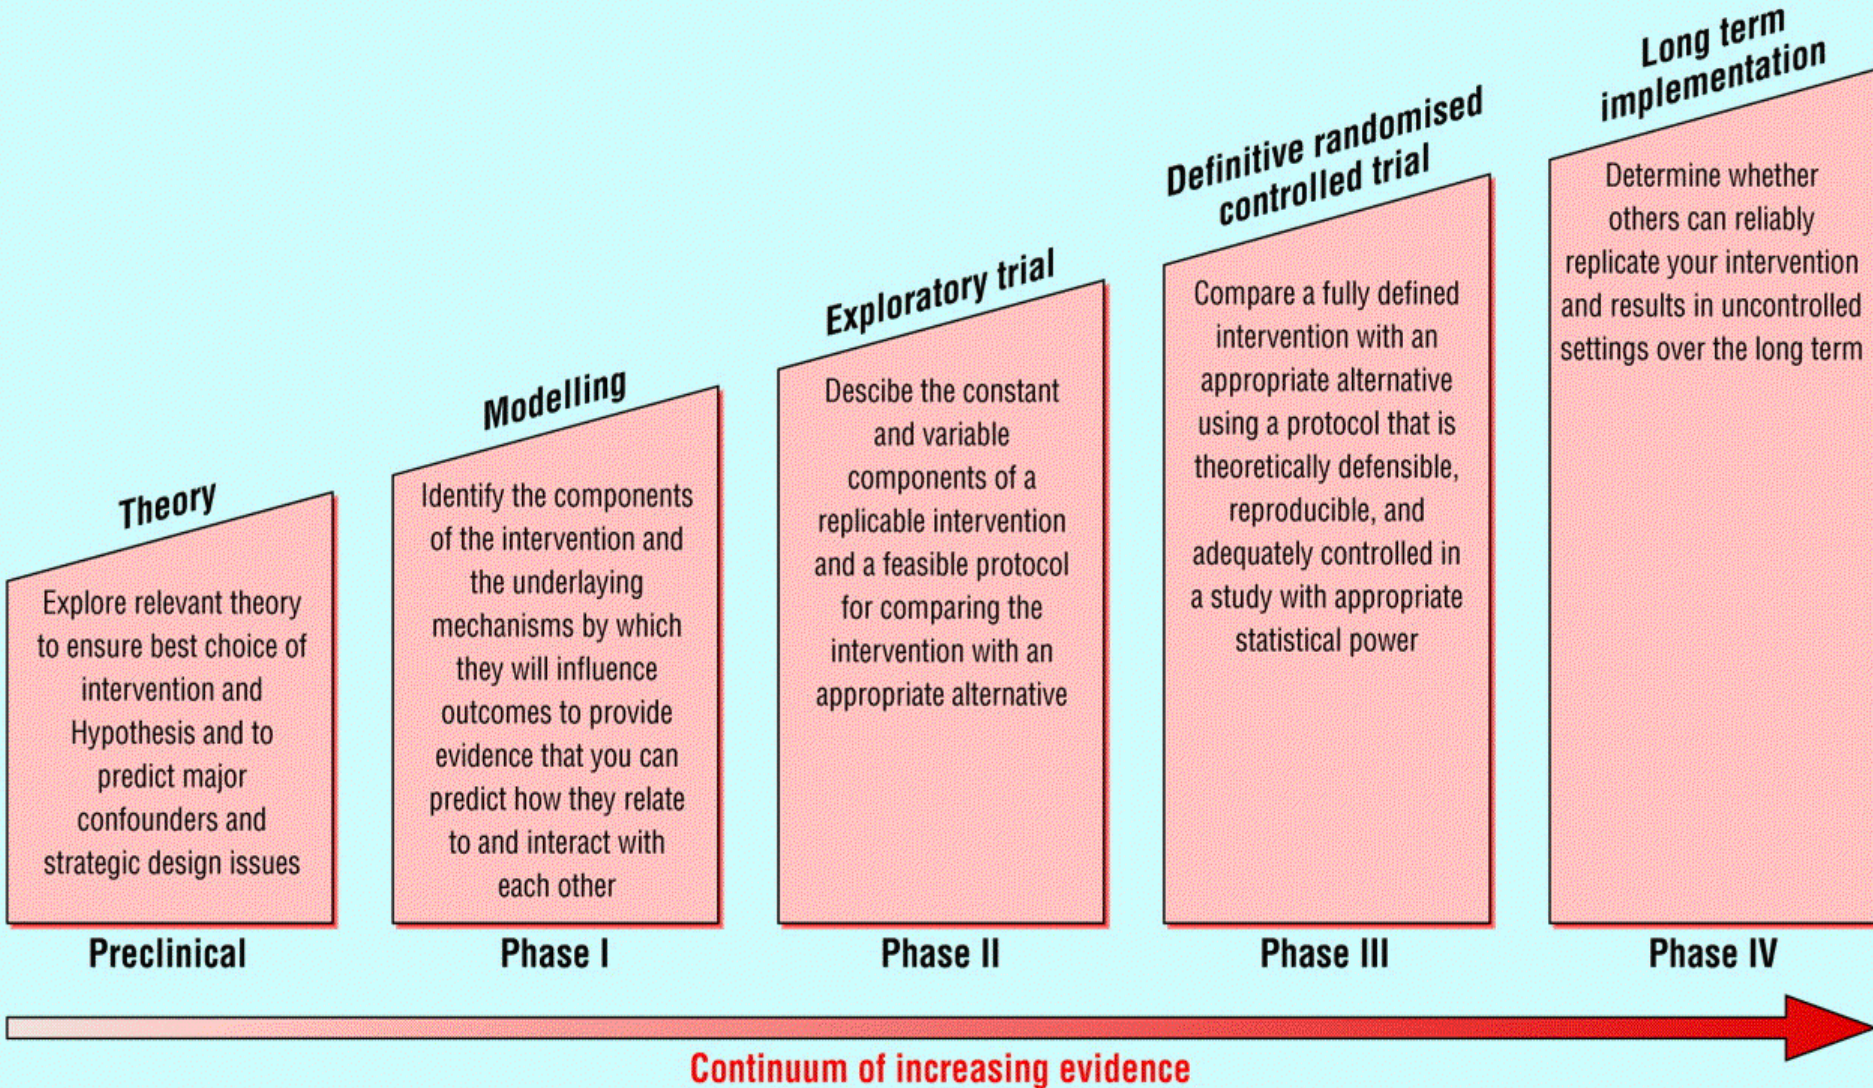 Theory
Explore relevant theory
to ensure best choice of
intervention and
Hypothesis and to
predict major
confounders and
strategic design issues
Preclinical
Modelling
Identify the components
of the intervention and
the underlaying
mechanisms by which
they will influence
outcomes to provide
evidence that you can
predict how they relate
to and interact with
each other
Phase I
Exploratory trial
Descibe the constant
and variable
components of a
replicable intervention
and a feasible protocol
for comparing the
intervention with an
appropriate alternative
Phase II
Definitive randomised
controlled trial
Compare a fully defined
intervention with an
appropriate alternative
using a protocol that is
theoretically defensible,
reproducible, and
adequately controlled in
a study with appropriate
statistical power
Phase III
Long term
implementation
Determine whether
others can reliably
replicate your intervention
and results in uncontrolled
settings over the long term
Phase IV
Continuum of increasing evidence